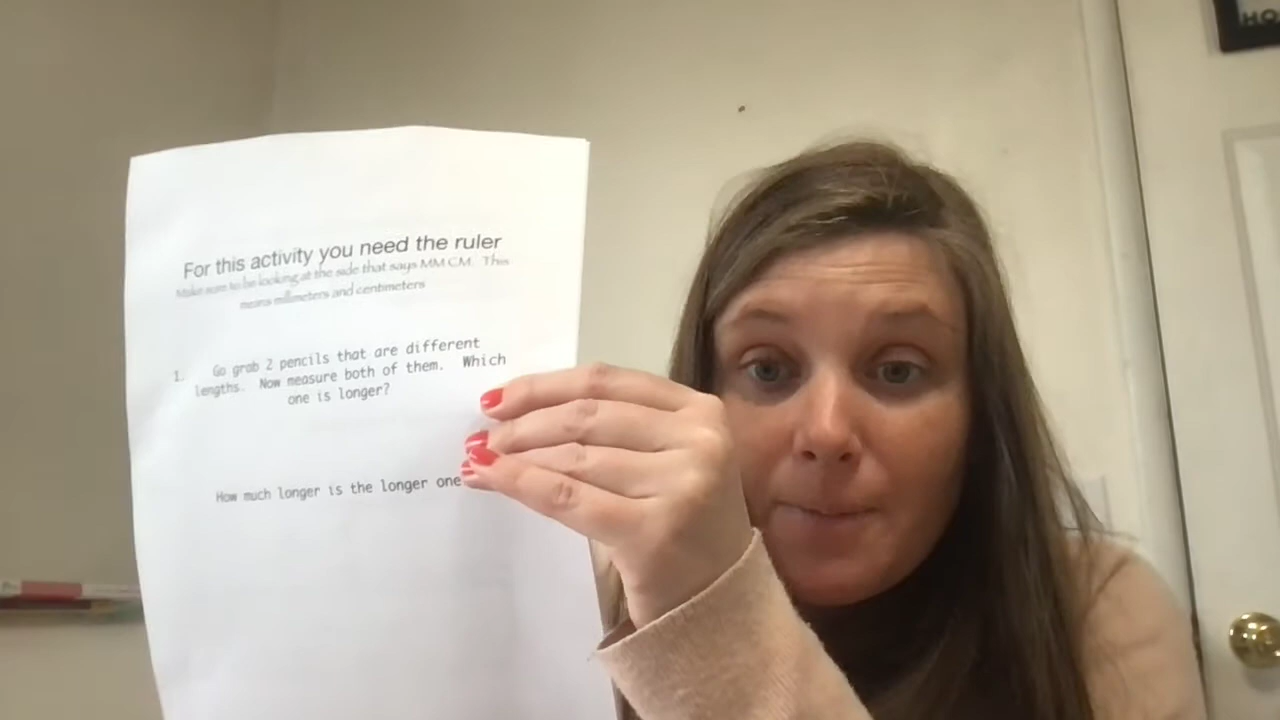 For this activity you need the ruler
Make sure to be looking at the side that says MM CM. This
means millimeters and centimeters
1. Go grab 2 pencils that are different
lengths. Now measure both of them. Which
one is longer?
How much longer is the longer one
HO